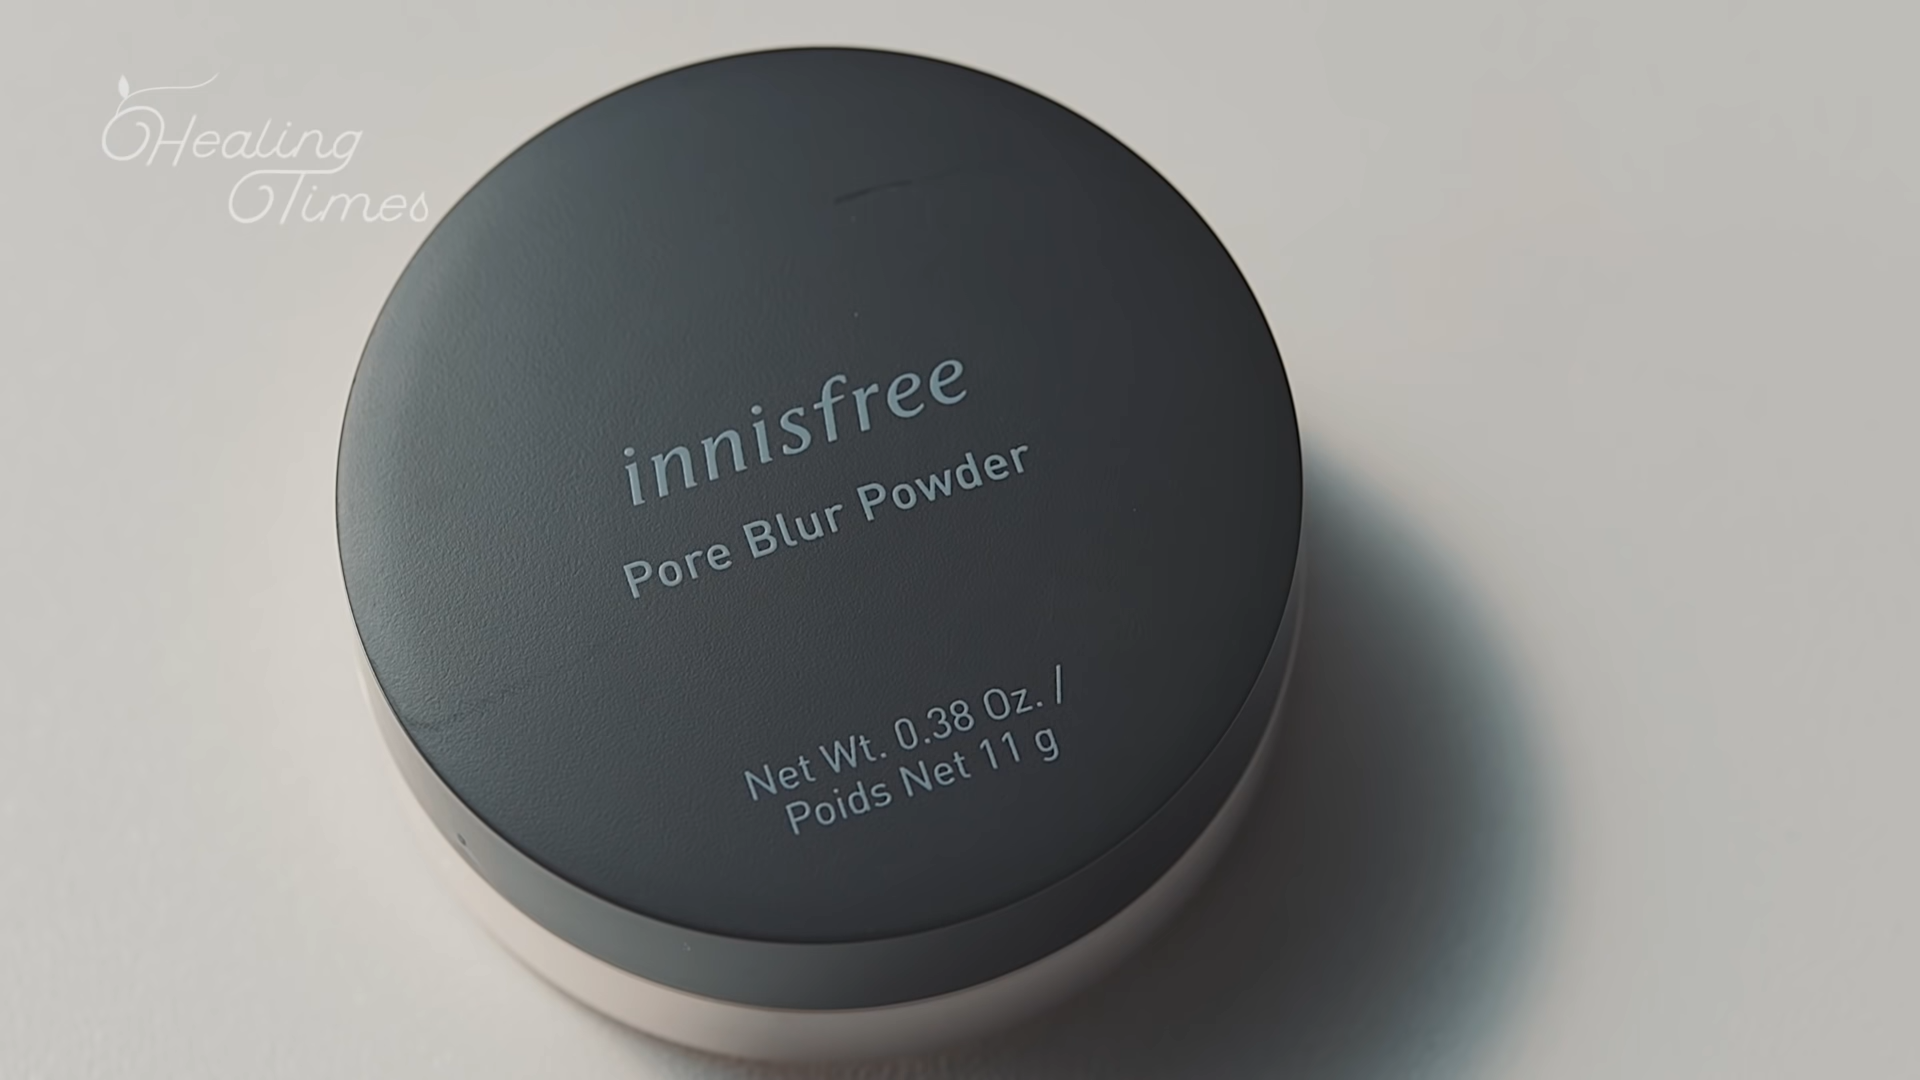 Healing
Times
innisfree
Pore Blur Powder
Net Wt. 0.38 Oz. /
Poids Net 11 g